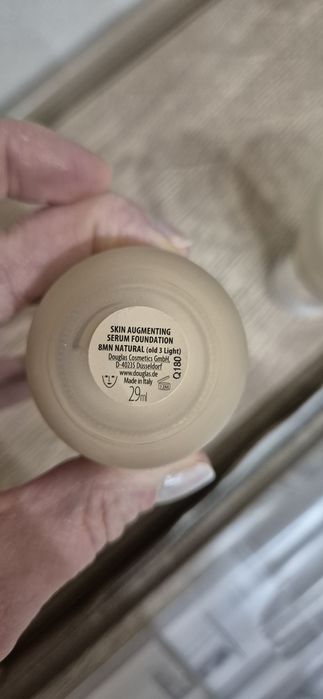 SKIN AUGMENTING
SERUM FOUNDATION
8MN NATURAL (old 3 Light)
Douglas Cosmetics GmbH,
D-40235 Düsseldorf
www.douglas.de
Made in Italy
29ml
Q180